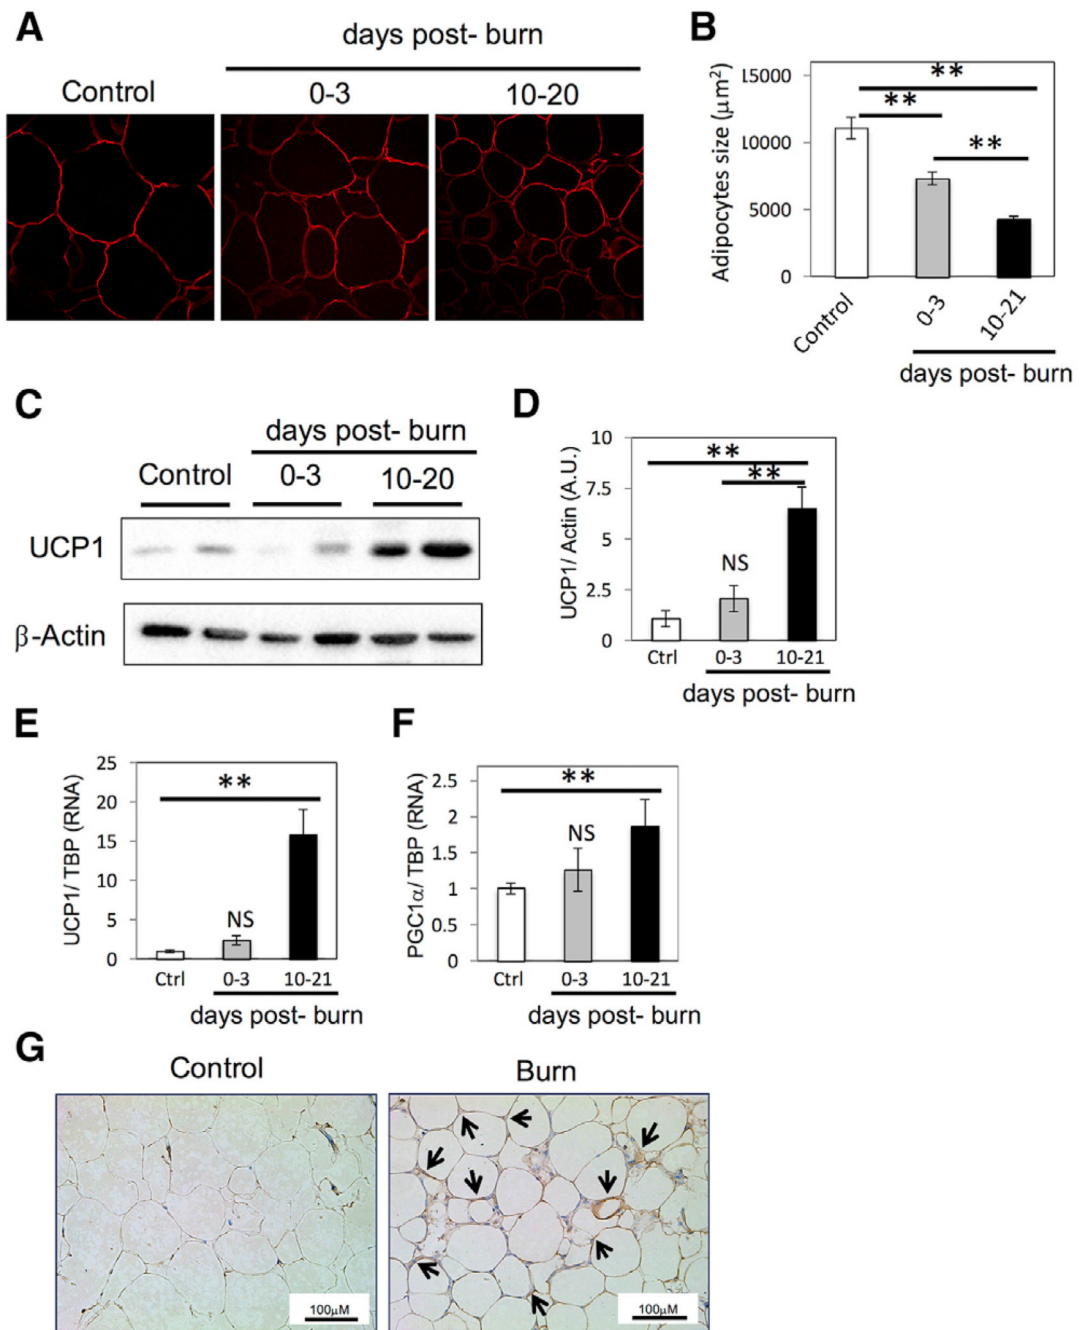 A
days post- burn
Control
0-3
10-20
B
Adipocytes size (μm²)
15000
10000
5000
0
**
**
**
Control
0-3
10-21
days post- burn
C
days post- burn
Control
0-3
10-20
UCP1
β-Actin
D
UCP1/ Actin (A.U.)
10
7.5
5
2.5
0
**
**
NS
Ctrl
0-3
10-21
days post- burn
E
UCP1/ TBP (RNA)
25
20
15
10
5
0
**
NS
Ctrl
0-3
10-21
days post- burn
F
PGC1α/ TBP (RNA)
2.5
2
1.5
1
0.5
0
**
NS
Ctrl
0-3
10-21
days post- burn
G
Control
Burn
100μM
100μM